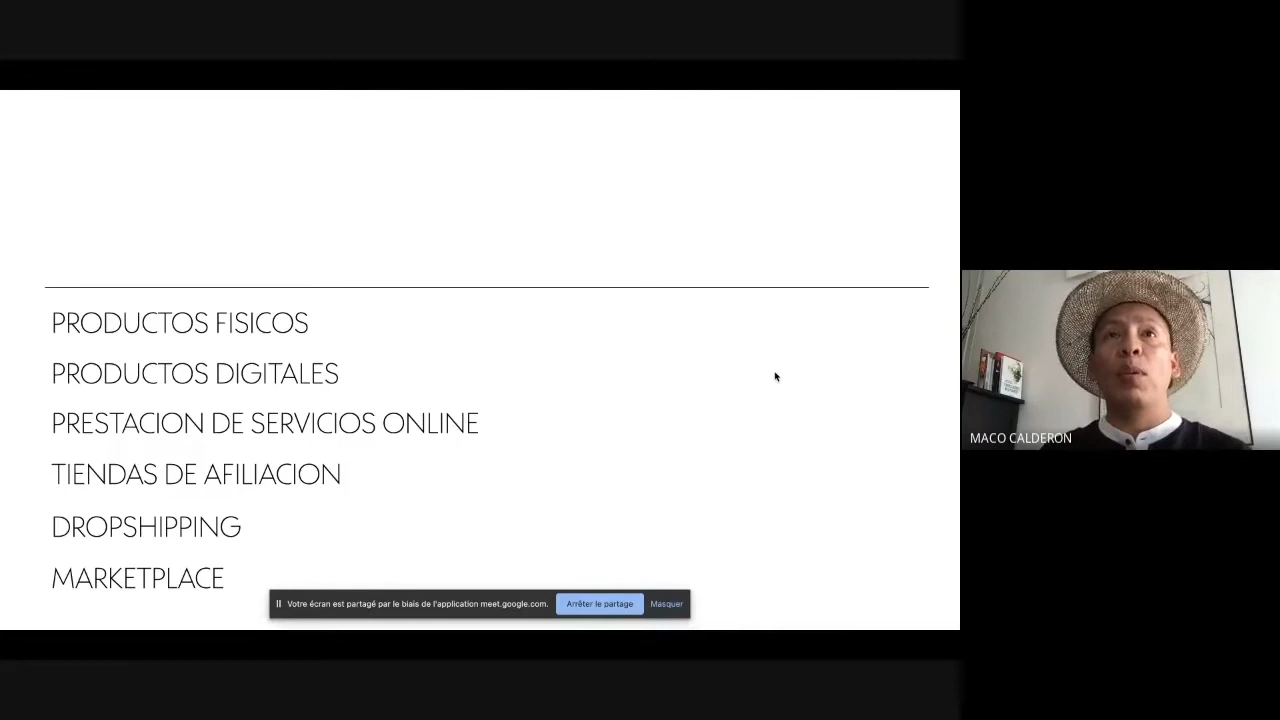 PRODUCTOS FISICOS
PRODUCTOS DIGITALES
PRESTACION DE SERVICIOS ONLINE
TIENDAS DE AFILIACION
DROPSHIPPING
MARKETPLACE
Votre écran est partagé par le biais de l'application meet.google.com. Arrêter le partage Masquer
MACO CALDERON